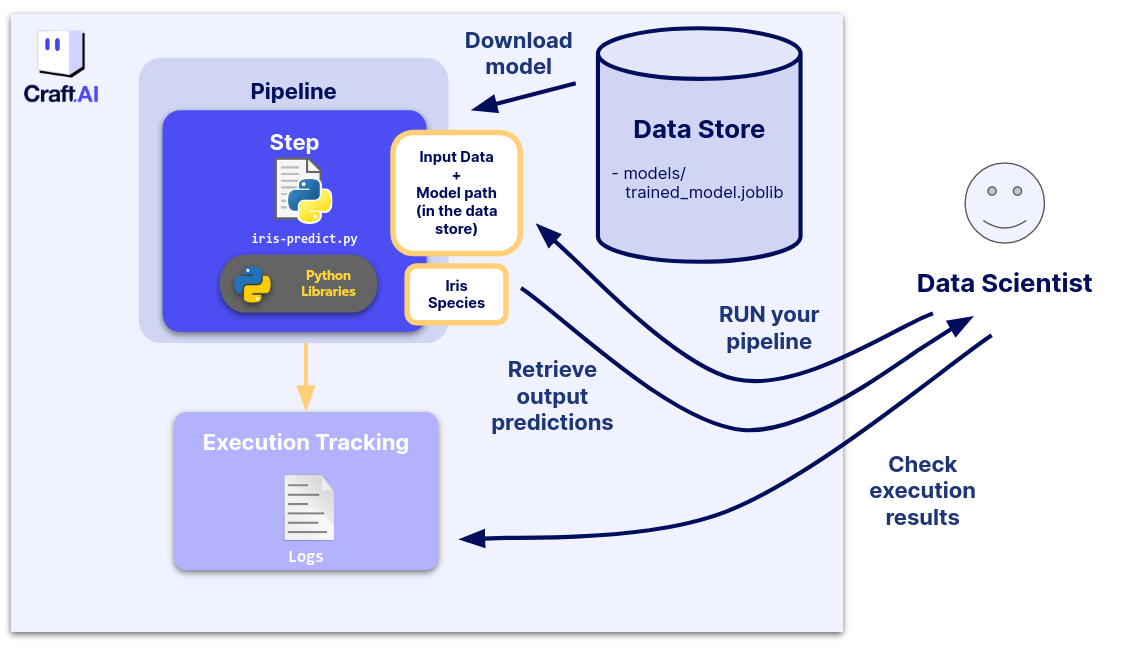 Craft.AI
Pipeline
Step
iris-predict.py
Python
Libraries
Input Data
+
Model path
(in the data
store)
Iris
Species
Download
model
Data Store
- models/
trained_model.joblib
Data Scientist
RUN your
pipeline
Retrieve
output
predictions
Execution Tracking
Logs
Check
execution
results